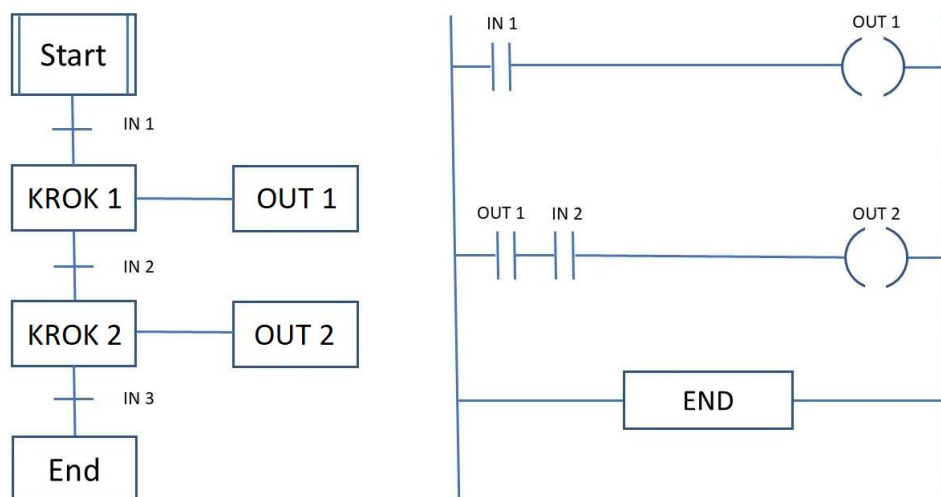 Start
IN 1
KROK 1
OUT 1
IN 2
KROK 2
OUT 2
IN 3
End
IN 1
OUT 1
OUT 1
IN 2
OUT 2
END